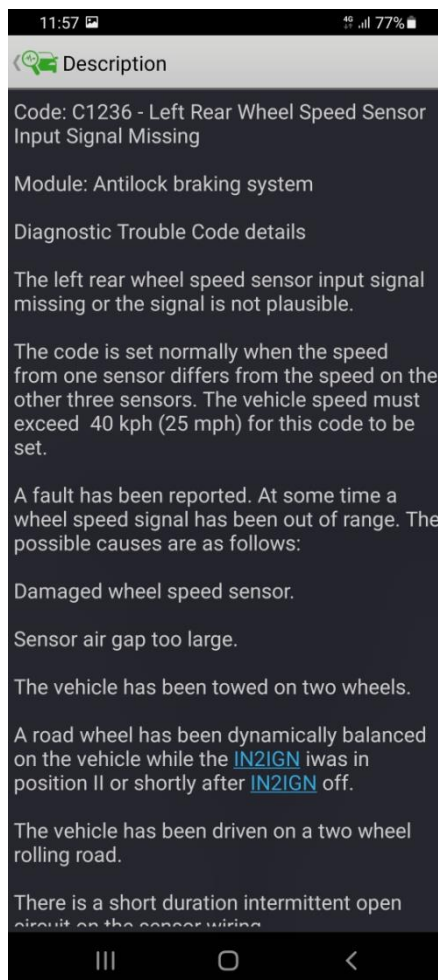 11:57
4G 77%
Description
Code: C1236 - Left Rear Wheel Speed Sensor
Input Signal Missing
Module: Antilock braking system
Diagnostic Trouble Code details
The left rear wheel speed sensor input signal
missing or the signal is not plausible.
The code is set normally when the speed
from one sensor differs from the speed on the
other three sensors. The vehicle speed must
exceed  40 kph (25 mph) for this code to be
set.
A fault has been reported. At some time a
wheel speed signal has been out of range. The
possible causes are as follows:
Damaged wheel speed sensor.
Sensor air gap too large.
The vehicle has been towed on two wheels.
A road wheel has been dynamically balanced
on the vehicle while the IN2IGN iwas in
position II or shortly after IN2IGN off.
The vehicle has been driven on a two wheel
rolling road.
There is a short duration intermittent open
circuit on the sensor wiring